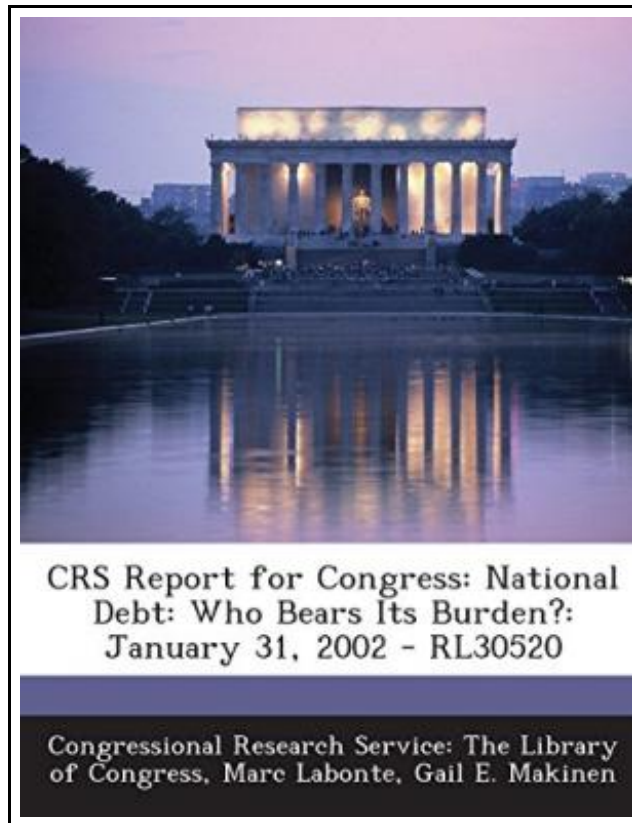 CRS Report for Congress: National
Debt: Who Bears Its Burden?:
January 31, 2002 - RL30520
Congressional Research Service: The Library
of Congress, Marc Labonte, Gail E. Makinen